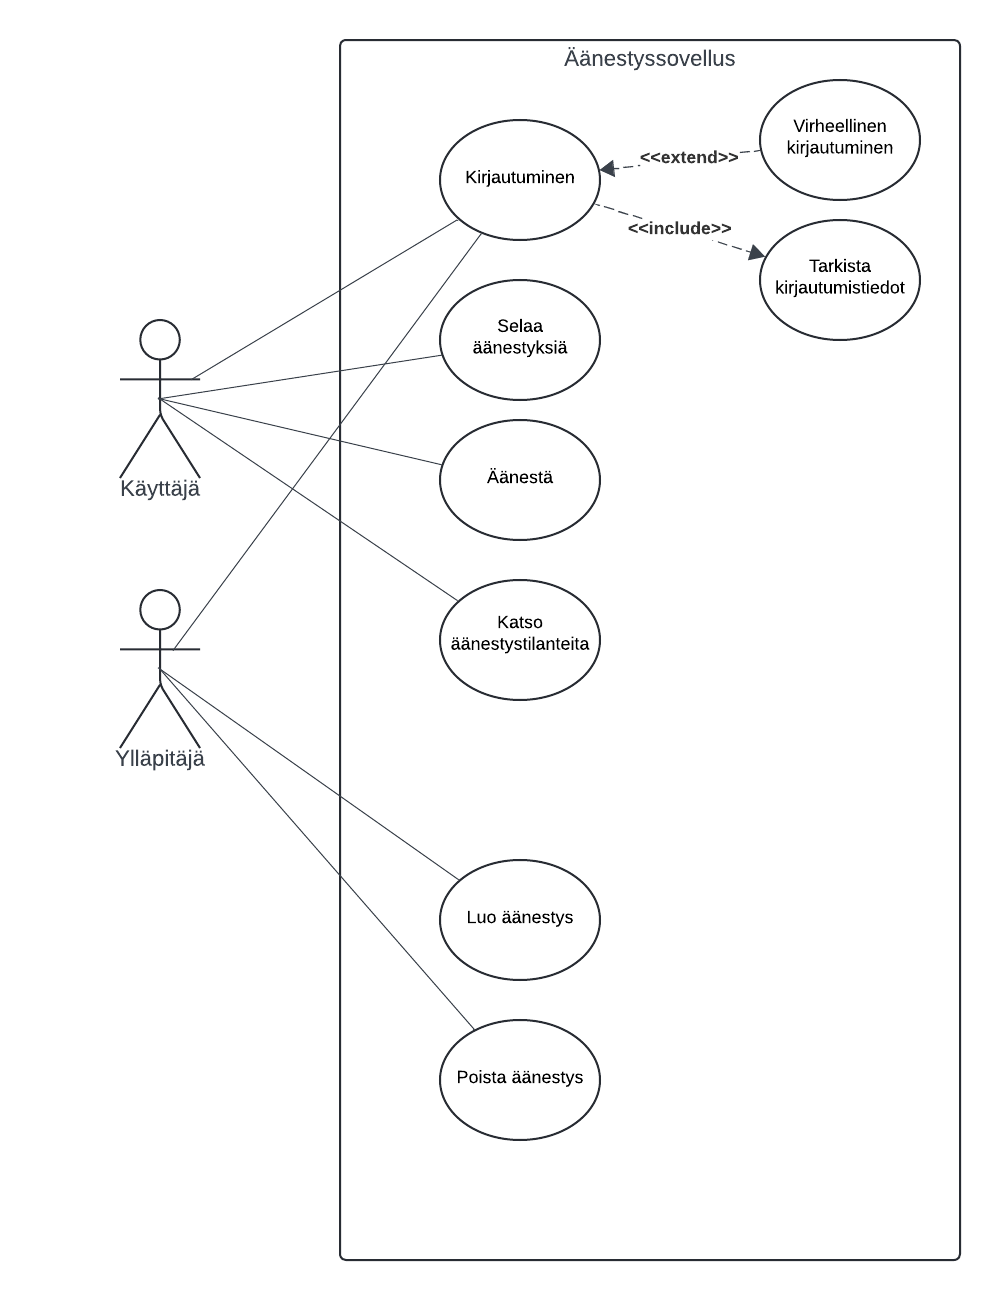 Äänestyssovellus
Virheellinen
kirjautuminen
<<extend>>
Kirjautuminen
<<include>>
Tarkista
kirjautumistiedot
Selaa
äänestyksiä
Äänestä
Käyttäjä
Katso
äänestystilanteita
Ylläpitäjä
Luo äänestys
Poista äänestys